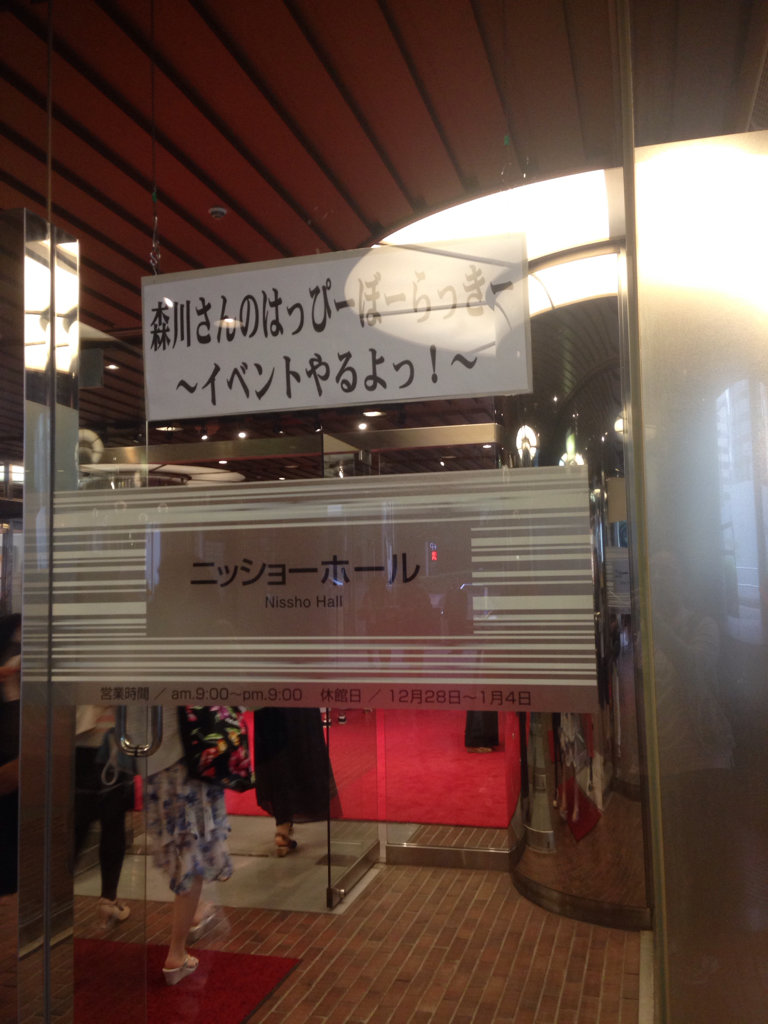 森川さんのはっぴーぼーらっきー
～イベントやるよっ！～
ニッショーホール
Nissho Hall
営業時間／am.9:00～pm.9:00 休館日／12月28日～1月4日